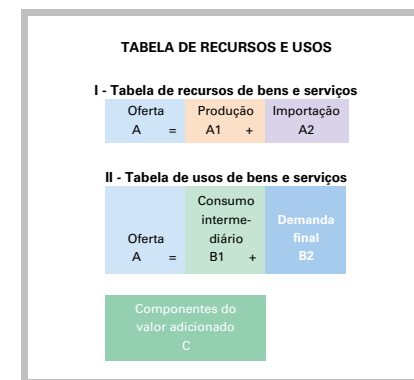 TABELA DE RECURSOS E USOS
I - Tabela de recursos de bens e serviços
Oferta Produção Importação
A = A1 + A2
II - Tabela de usos de bens e serviços
Consumo
interme- Demanda
Oferta diário final
A = B1 + B2
Componentes do
valor adicionado
C